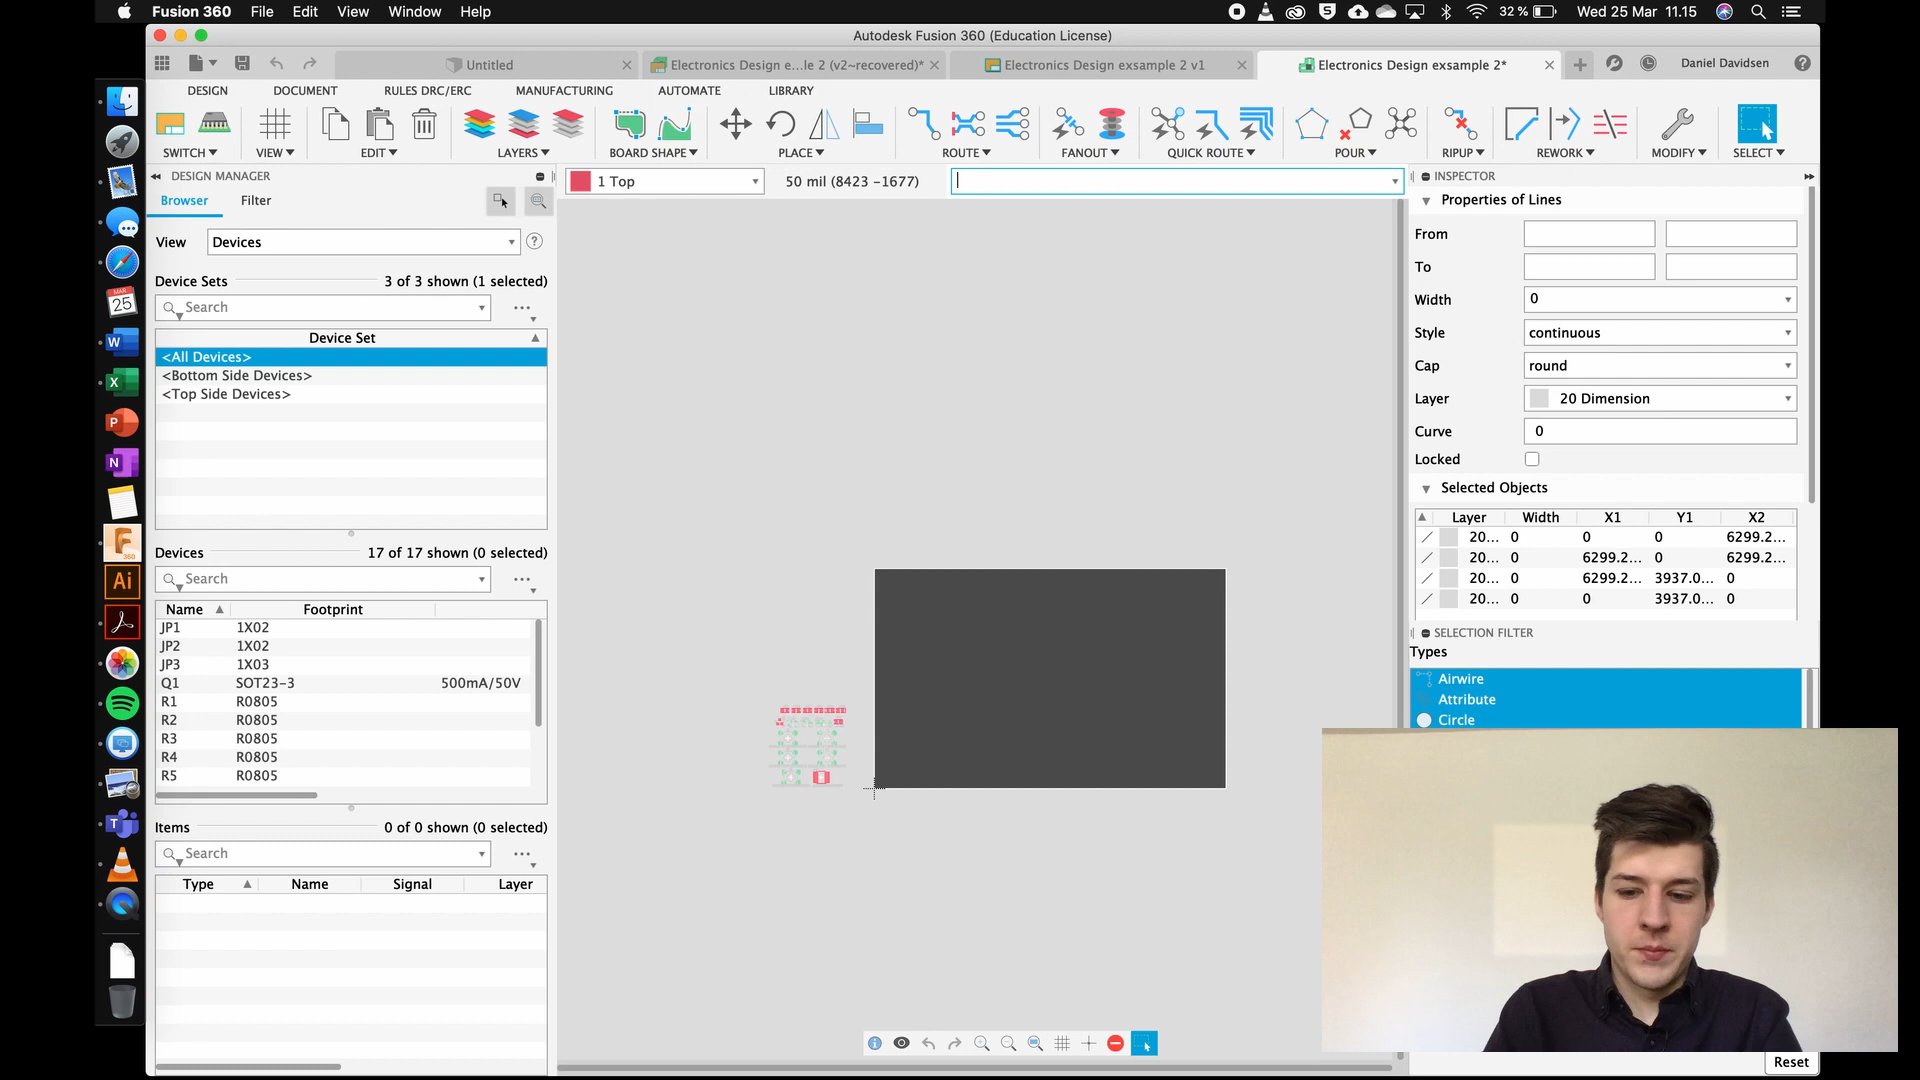 Fusion 360 File Edit View Window Help
32 % Wed 25 Mar 11.15
Autodesk Fusion 360 (Education License)
Untitled
Electronics Design e...le 2 (v2~recovered)*
Electronics Design exsample 2 v1
Electronics Design exsample 2*
Daniel Davidsen
DESIGN DOCUMENT RULES DRC/ERC MANUFACTURING AUTOMATE LIBRARY
SWITCH VIEW EDIT LAYERS BOARD SHAPE PLACE ROUTE FANOUT QUICK ROUTE POUR RIPUP REWORK MODIFY SELECT
DESIGN MANAGER
Browser Filter
View Devices
Device Sets 3 of 3 shown (1 selected)
Search
Device Set
<All Devices>
<Bottom Side Devices>
<Top Side Devices>
Devices 17 of 17 shown (0 selected)
Search
Name Footprint
JP1 1X02
JP2 1X02
JP3 1X03
Q1 SOT23-3 500mA/50V
R1 R0805
R2 R0805
R3 R0805
R4 R0805
R5 R0805
Items 0 of 0 shown (0 selected)
Search
Type Name Signal Layer
1 Top
50 mil (8423 -1677)
INSPECTOR
Properties of Lines
From
To
Width 0
Style continuous
Cap round
Layer 20 Dimension
Curve 0
Locked
Selected Objects
Layer Width X1 Y1 X2
20... 0 0 0 6299.2...
20... 0 6299.2... 0 6299.2...
20... 0 6299.2... 3937.0... 0
20... 0 0 3937.0... 0
SELECTION FILTER
Types
Airwire
Attribute
Circle
Reset
MAR
25
W
X
P
N
F
360
Ai
T
S